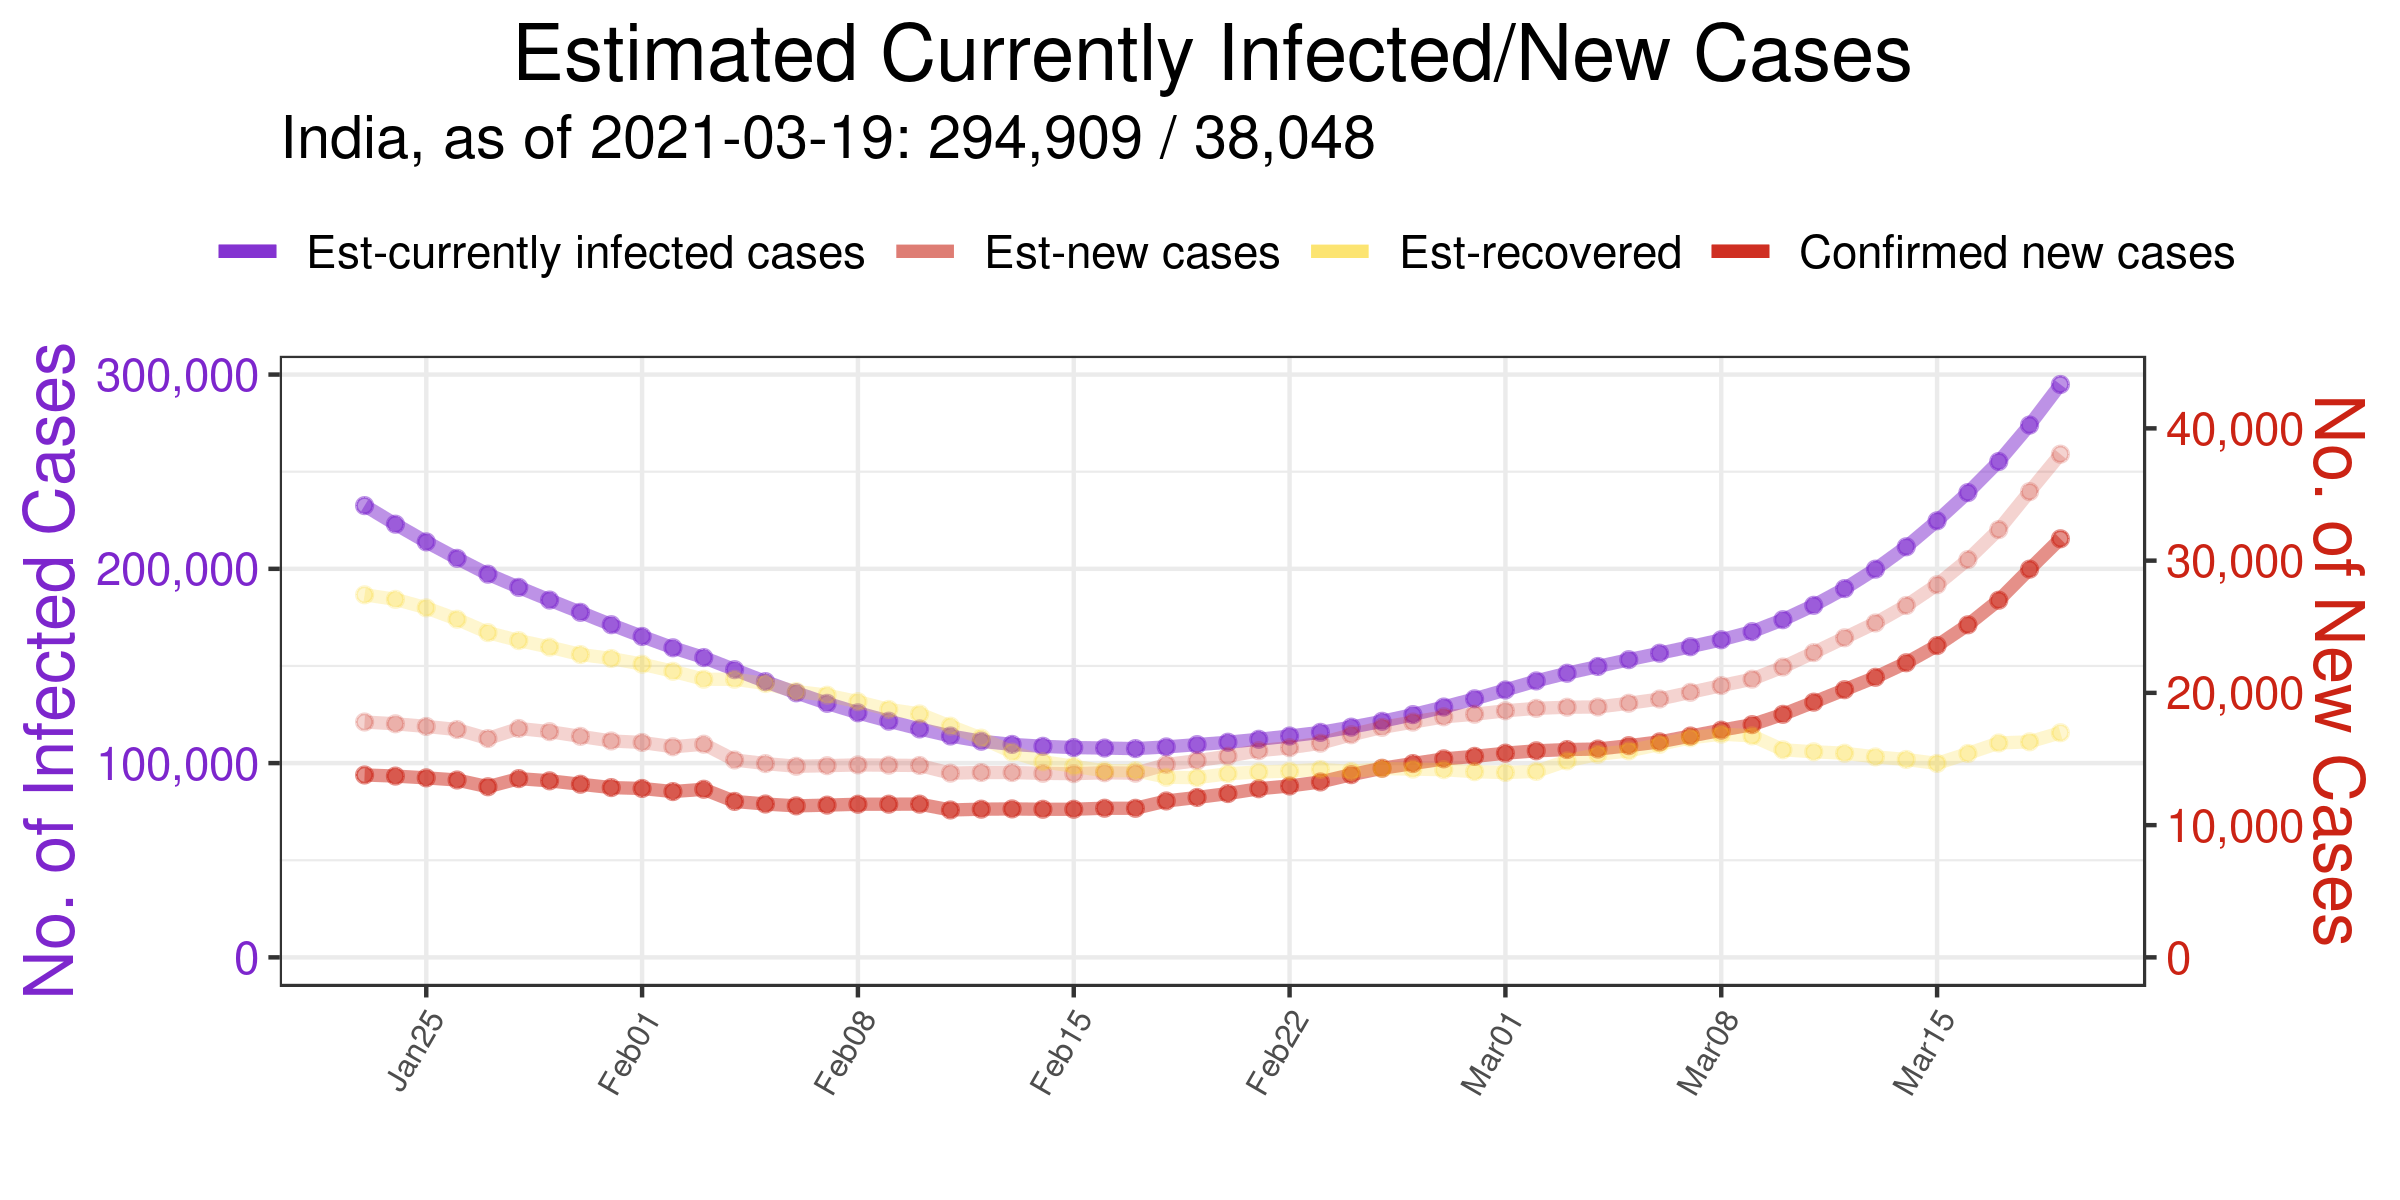 Estimated Currently Infected/New Cases
India, as of 2021-03-19: 294,909 / 38,048
Est-currently infected cases Est-new cases Est-recovered Confirmed new cases
No. of Infected Cases
300,000
200,000
100,000
0
40,000
30,000
20,000
10,000
0
No. of New Cases
Jan25 Feb01 Feb08 Feb15 Feb22 Mar01 Mar08 Mar15